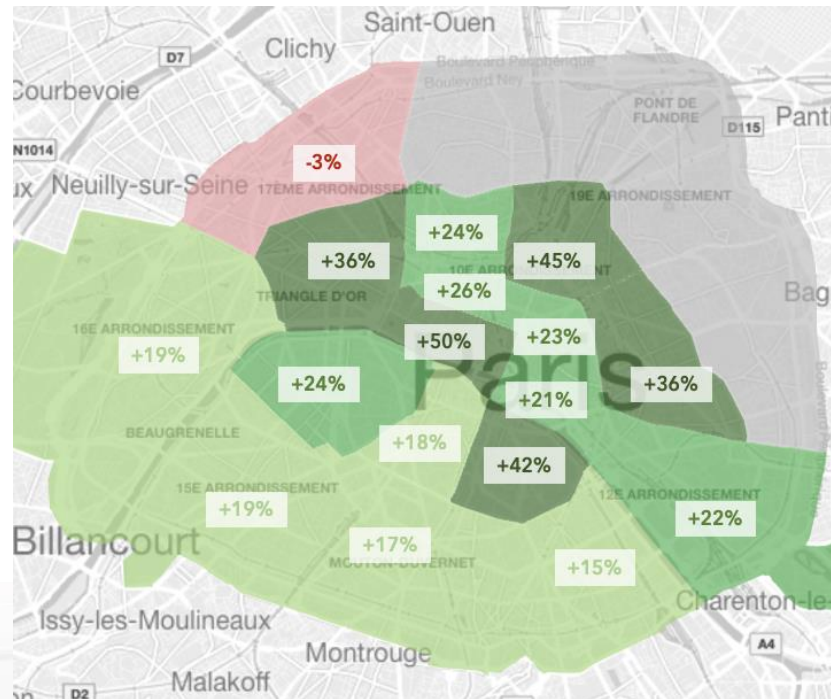 Saint-Ouen
Clichy
D7
Boulevard Périphérique
Boulevard Ney
Courbevoie
PONT DE
FLANDRE
D115
Panti
N1014
-3%
Neuilly-sur-Seine
17ÈME ARRONDISSEMENT
19E ARRONDISSEMENT
+24%
+36%
+45%
10E
TRIANGLE D'OR
+26%
Bag
16E ARRONDISSEMENT
+50%
+23%
+19%
Paris
+24%
+36%
+21%
BEAUGRENELLE
+18%
+42%
15E ARRONDISSEMENT
12E ARRONDISSEMENT
+19%
+22%
Billancourt
+17%
MOUTON-DUVERNET
+15%
Charenton-le-
Issy-les-Moulineaux
Montrouge
A4
Malakoff
D2